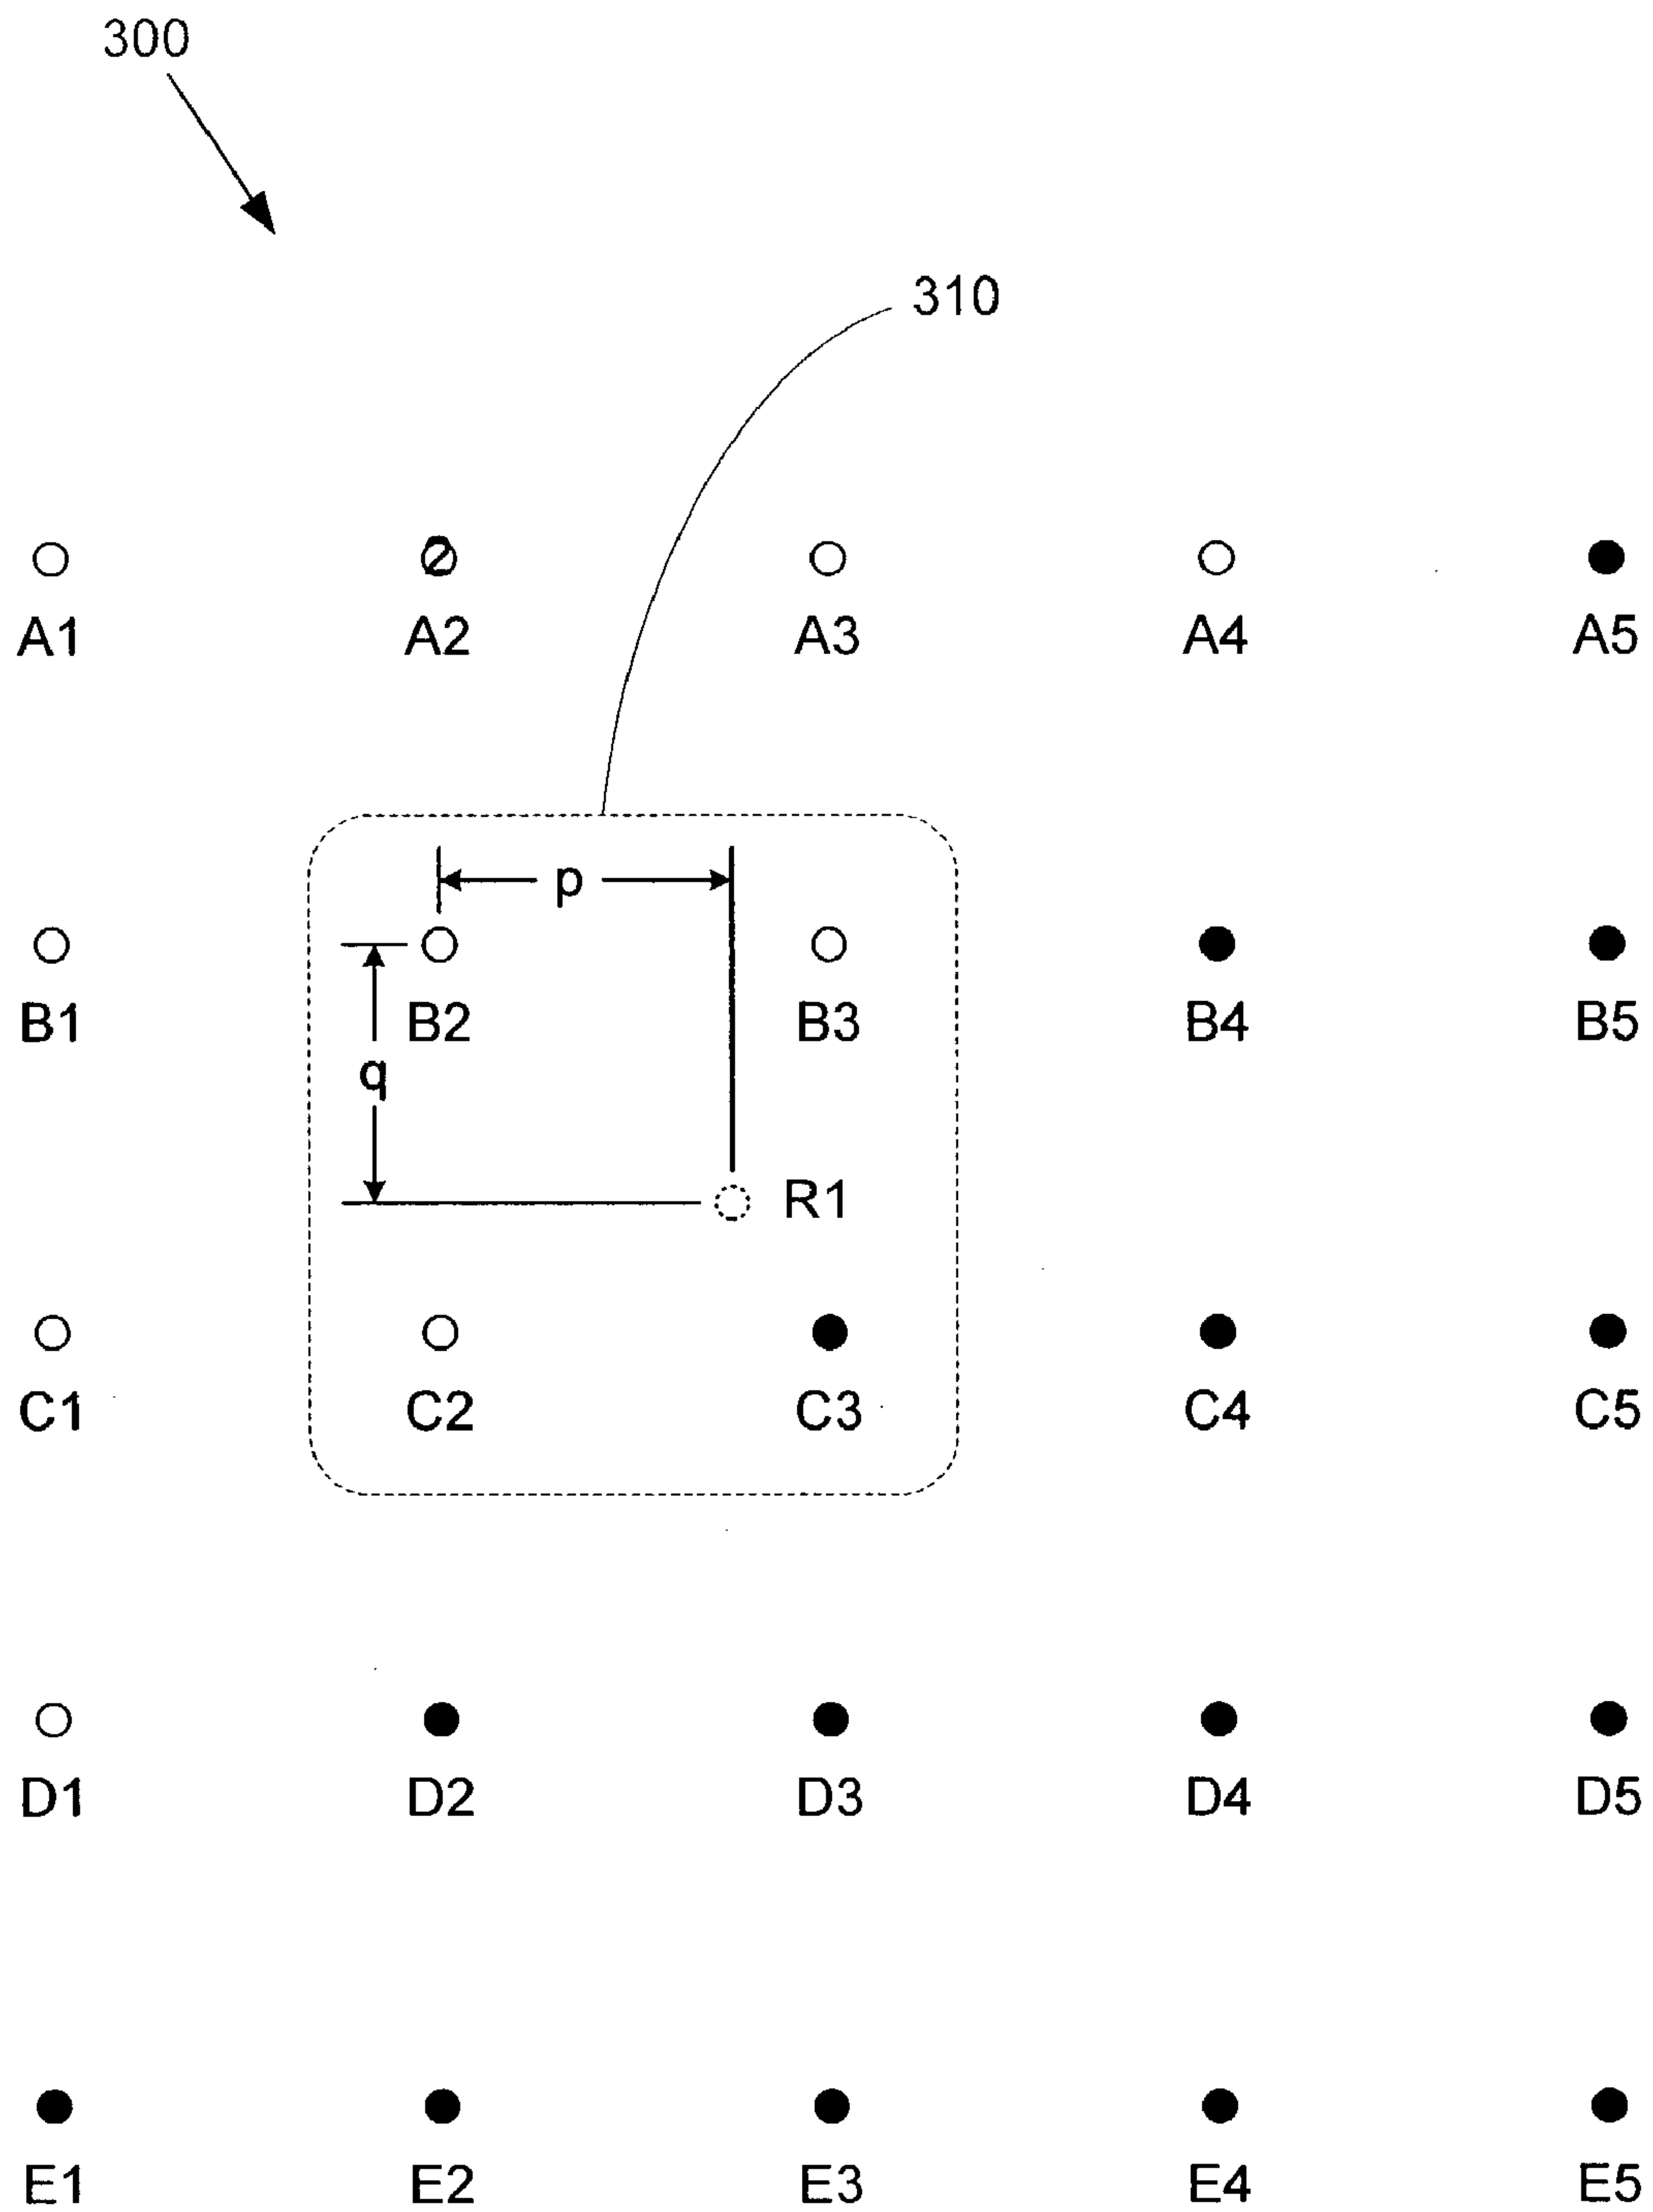 300
310
A1 A2 A3 A4 A5
p
B1 B2 B3 B4 B5
q
R1
C1 C2 C3 C4 C5
D1 D2 D3 D4 D5
E1 E2 E3 E4 E5